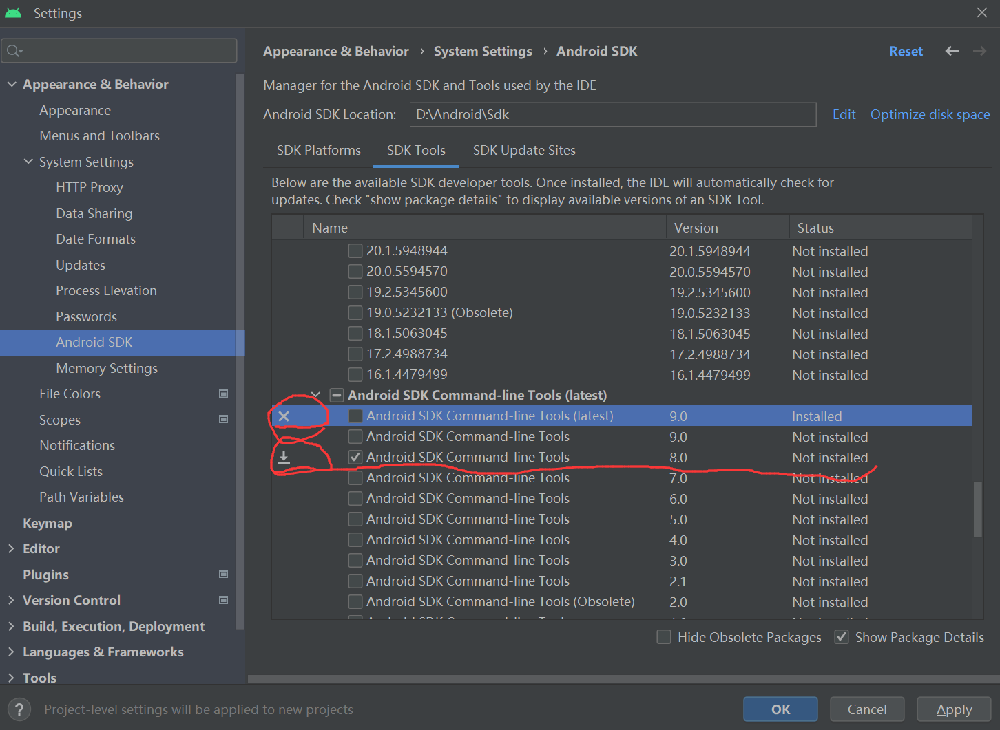 Settings
Appearance & Behavior
Appearance
Menus and Toolbars
System Settings
HTTP Proxy
Data Sharing
Date Formats
Updates
Process Elevation
Passwords
Android SDK
Memory Settings
File Colors
Scopes
Notifications
Quick Lists
Path Variables
Keymap
Editor
Plugins
Version Control
Build, Execution, Deployment
Languages & Frameworks
Tools
Appearance & Behavior › System Settings › Android SDK Reset
Manager for the Android SDK and Tools used by the IDE
Android SDK Location: D:\Android\Sdk Edit Optimize disk space
SDK Platforms SDK Tools SDK Update Sites
Below are the available SDK developer tools. Once installed, the IDE will automatically check for
updates. Check "show package details" to display available versions of an SDK Tool.
Name Version Status
20.1.5948944 20.1.5948944 Not installed
20.0.5594570 20.0.5594570 Not installed
19.2.5345600 19.2.5345600 Not installed
19.0.5232133 (Obsolete) 19.0.5232133 Not installed
18.1.5063045 18.1.5063045 Not installed
17.2.4988734 17.2.4988734 Not installed
16.1.4479499 16.1.4479499 Not installed
Android SDK Command-line Tools (latest)
Android SDK Command-line Tools (latest) 9.0 Installed
Android SDK Command-line Tools 9.0 Not installed
Android SDK Command-line Tools 8.0 Not installed
Android SDK Command-line Tools 7.0 Not installed
Android SDK Command-line Tools 6.0 Not installed
Android SDK Command-line Tools 5.0 Not installed
Android SDK Command-line Tools 4.0 Not installed
Android SDK Command-line Tools 3.0 Not installed
Android SDK Command-line Tools 2.1 Not installed
Android SDK Command-line Tools (Obsolete) 2.0 Not installed
Hide Obsolete Packages Show Package Details
? Project-level settings will be applied to new projects
OK Cancel Apply